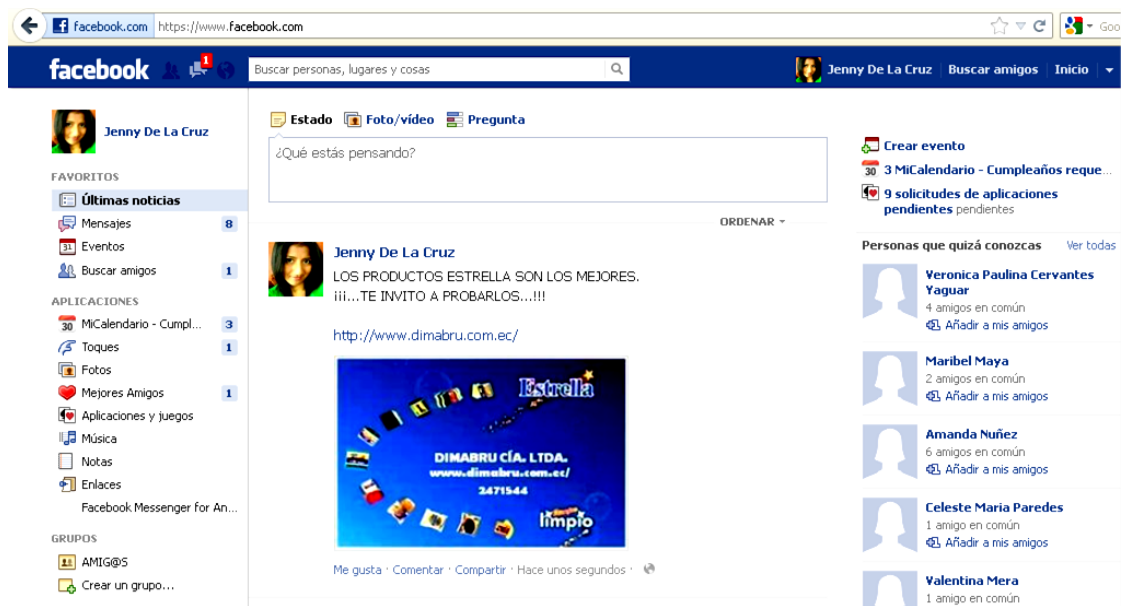 facebook.com https://www.facebook.com
Goo
facebook
1
Buscar personas, lugares y cosas
Jenny De La Cruz
Buscar amigos
Inicio
Jenny De La Cruz
FAVORITOS
Últimas noticias
Mensajes 8
31 Eventos
Buscar amigos 1
APLICACIONES
30 MiCalendario - Cumpl... 3
Toques 1
Fotos
Mejores Amigos 1
Aplicaciones y juegos
Música
Notas
Enlaces
Facebook Messenger for An...
GRUPOS
AMIG@S
Crear un grupo...
Estado Foto/vídeo Pregunta
¿Qué estás pensando?
ORDENAR
Jenny De La Cruz
LOS PRODUCTOS ESTRELLA SON LOS MEJORES.
¡¡¡...TE INVITO A PROBARLOS...!!!
http://www.dimabru.com.ec/
Estrella
DIMABRU CÍA. LTDA.
www.dimabru.com.ec/
2471544
limpio
Me gusta · Comentar · Compartir · Hace unos segundos ·
Crear evento
30 3 MiCalendario - Cumpleaños reque...
9 solicitudes de aplicaciones
pendientes pendientes
Personas que quizá conozcas Ver todas
Veronica Paulina Cervantes
Yaguar
4 amigos en común
Añadir a mis amigos
Maribel Maya
2 amigos en común
Añadir a mis amigos
Amanda Nuñez
6 amigos en común
Añadir a mis amigos
Celeste Maria Paredes
1 amigo en común
Añadir a mis amigos
Valentina Mera
1 amigo en común